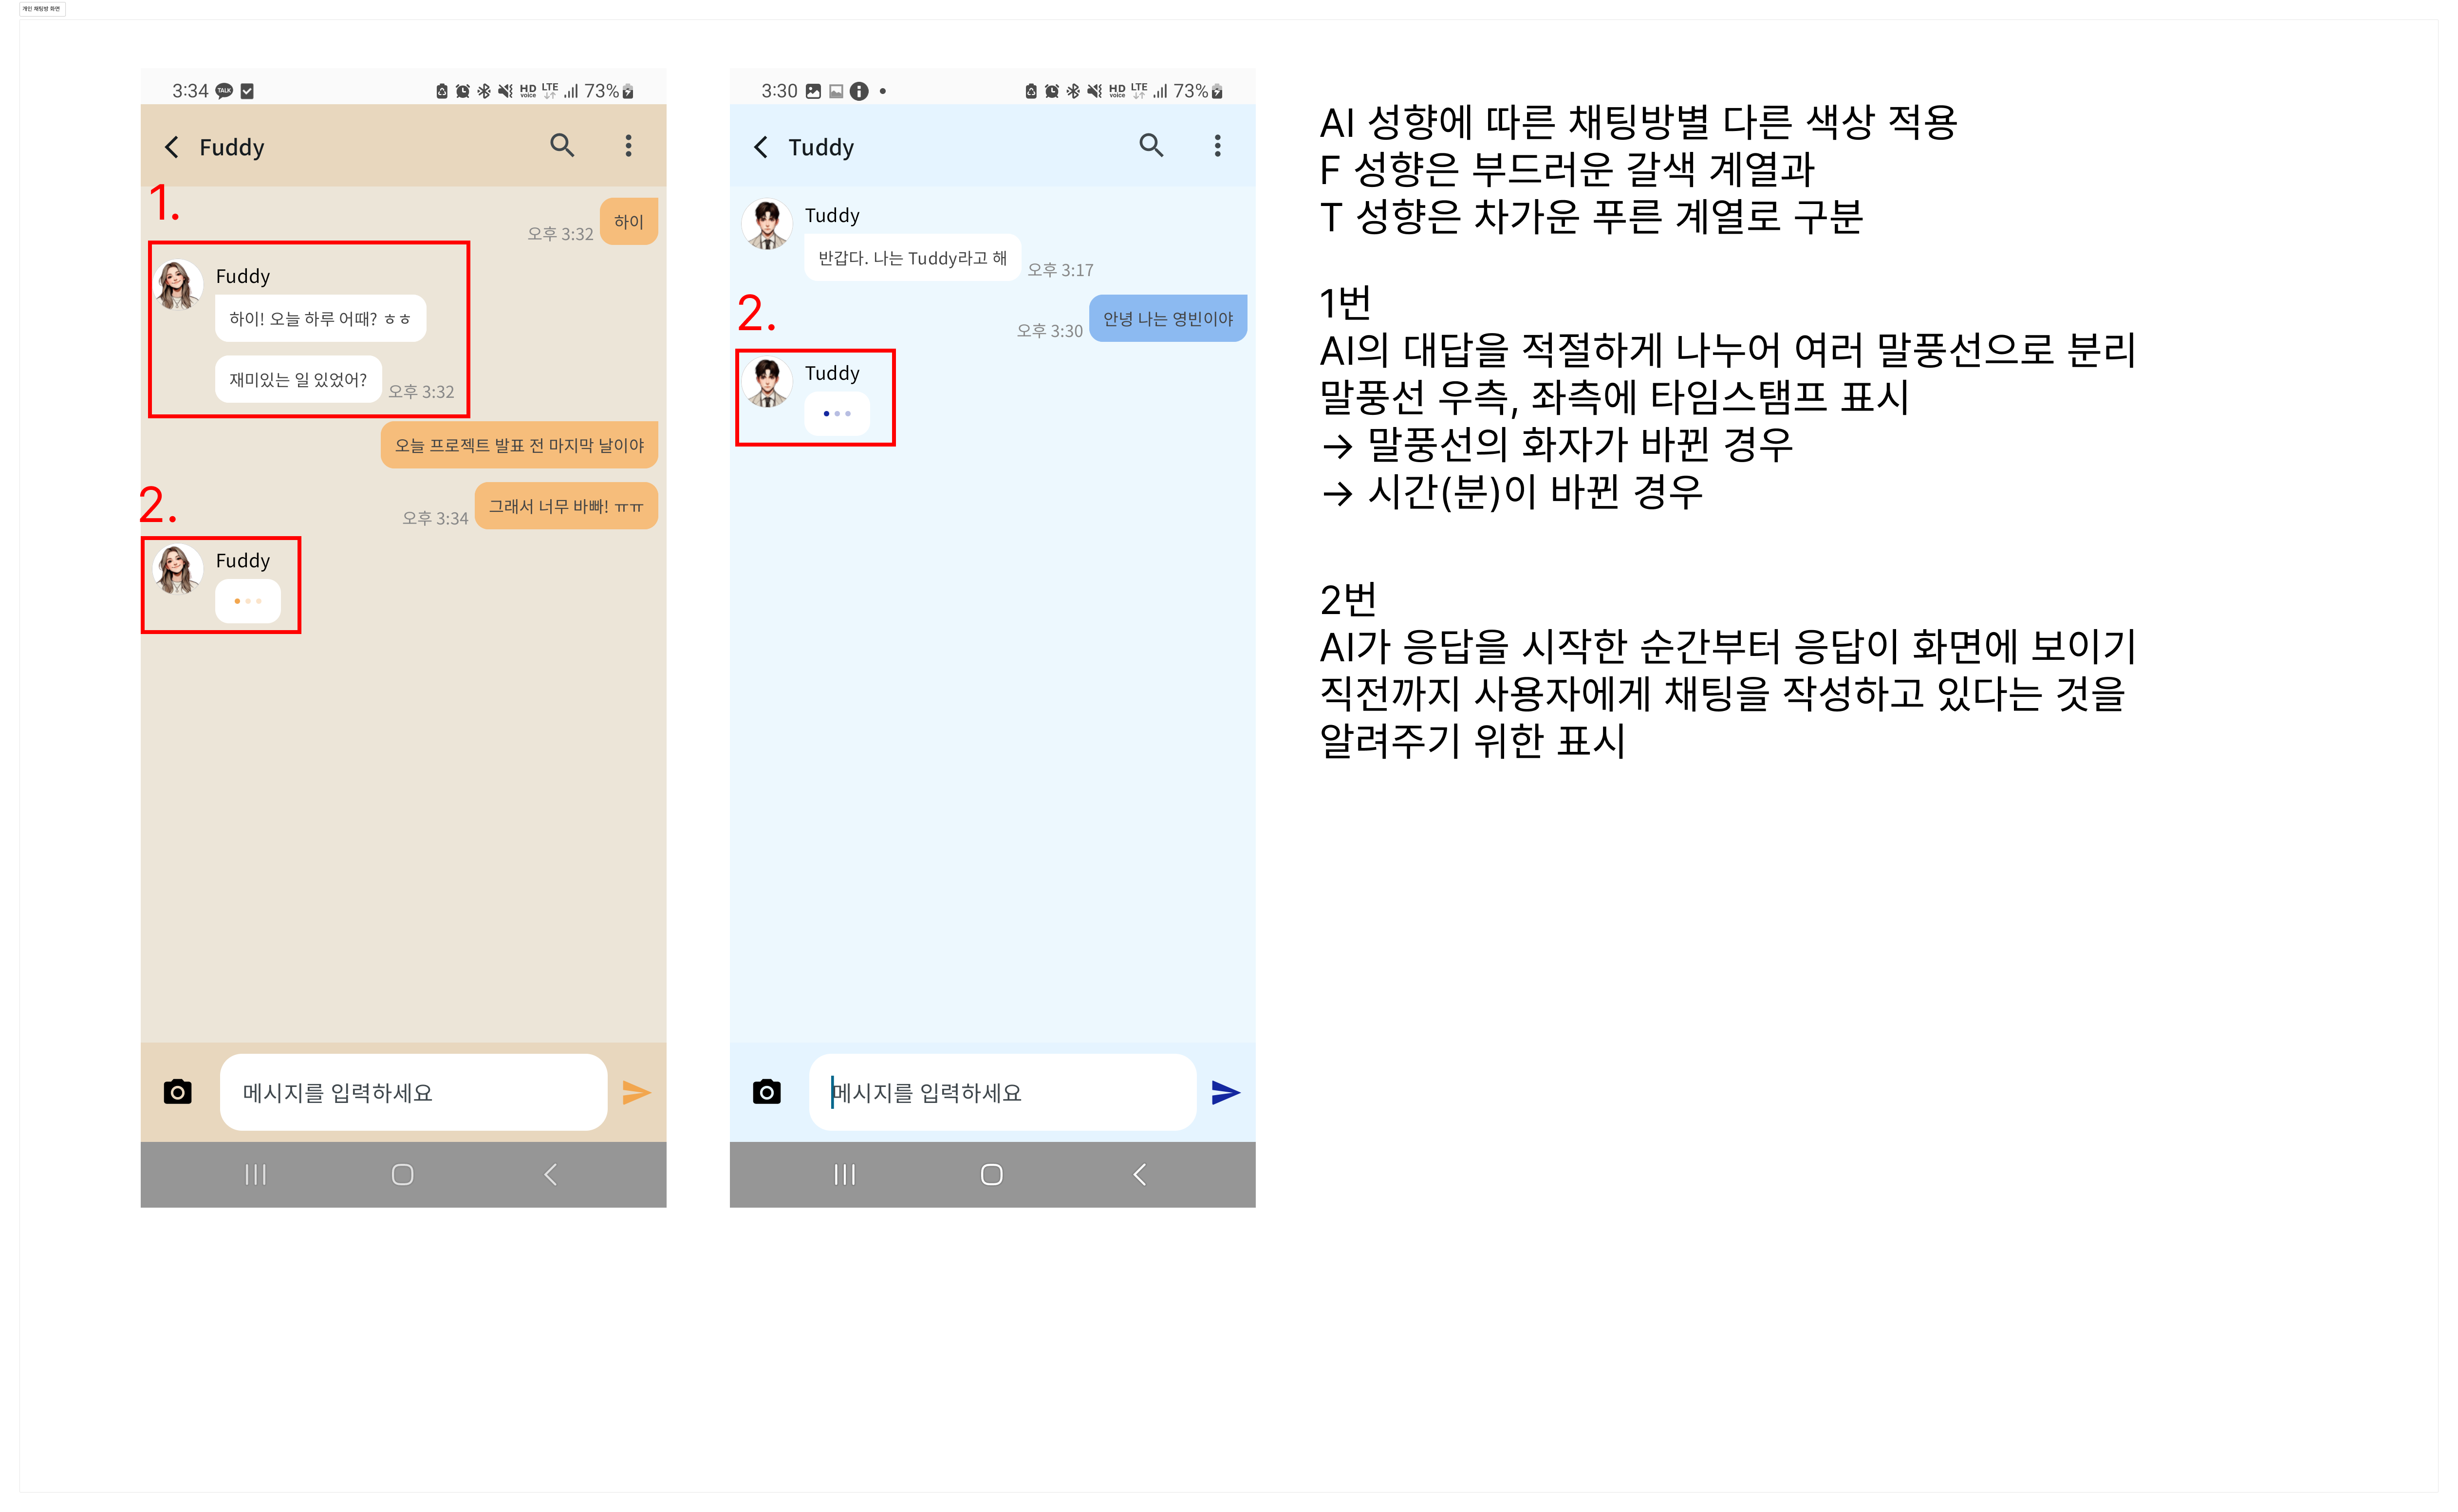 개인 채팅방 화면
3:34 TALK HD voice LTE 73%
Fuddy
1.
하이
오후 3:32
Fuddy
하이! 오늘 하루 어때? ㅎㅎ
재미있는 일 있었어?
오후 3:32
오늘 프로젝트 발표 전 마지막 날이야
2.
그래서 너무 바빠! ㅠㅠ
오후 3:34
Fuddy
메시지를 입력하세요
3:30 HD voice LTE 73%
Tuddy
Tuddy
반갑다. 나는 Tuddy라고 해
오후 3:17
2.
안녕 나는 영빈이야
오후 3:30
Tuddy
메시지를 입력하세요
AI 성향에 따른 채팅방별 다른 색상 적용
F 성향은 부드러운 갈색 계열과
T 성향은 차가운 푸른 계열로 구분
1번
AI의 대답을 적절하게 나누어 여러 말풍선으로 분리
말풍선 우측, 좌측에 타임스탬프 표시
→ 말풍선의 화자가 바뀐 경우
→ 시간(분)이 바뀐 경우
2번
AI가 응답을 시작한 순간부터 응답이 화면에 보이기
직전까지 사용자에게 채팅을 작성하고 있다는 것을
알려주기 위한 표시